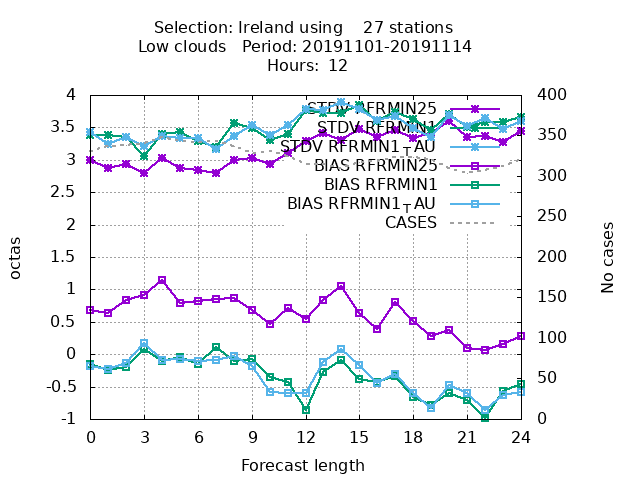 Selection: Ireland using 27 stations
Low clouds Period: 20191101-20191114
Hours: 12
STDV RFRMIN25
STDV RFRMIN1
STDV RFRMIN1_AU
BIAS RFRMIN25
BIAS RFRMIN1
BIAS RFRMIN1_AU
CASES
octas
4
3.5
3
2.5
2
1.5
1
0.5
0
-0.5
-1
No cases
400
350
300
250
200
150
100
50
0
0 3 6 9 12 15 18 21 24
Forecast length